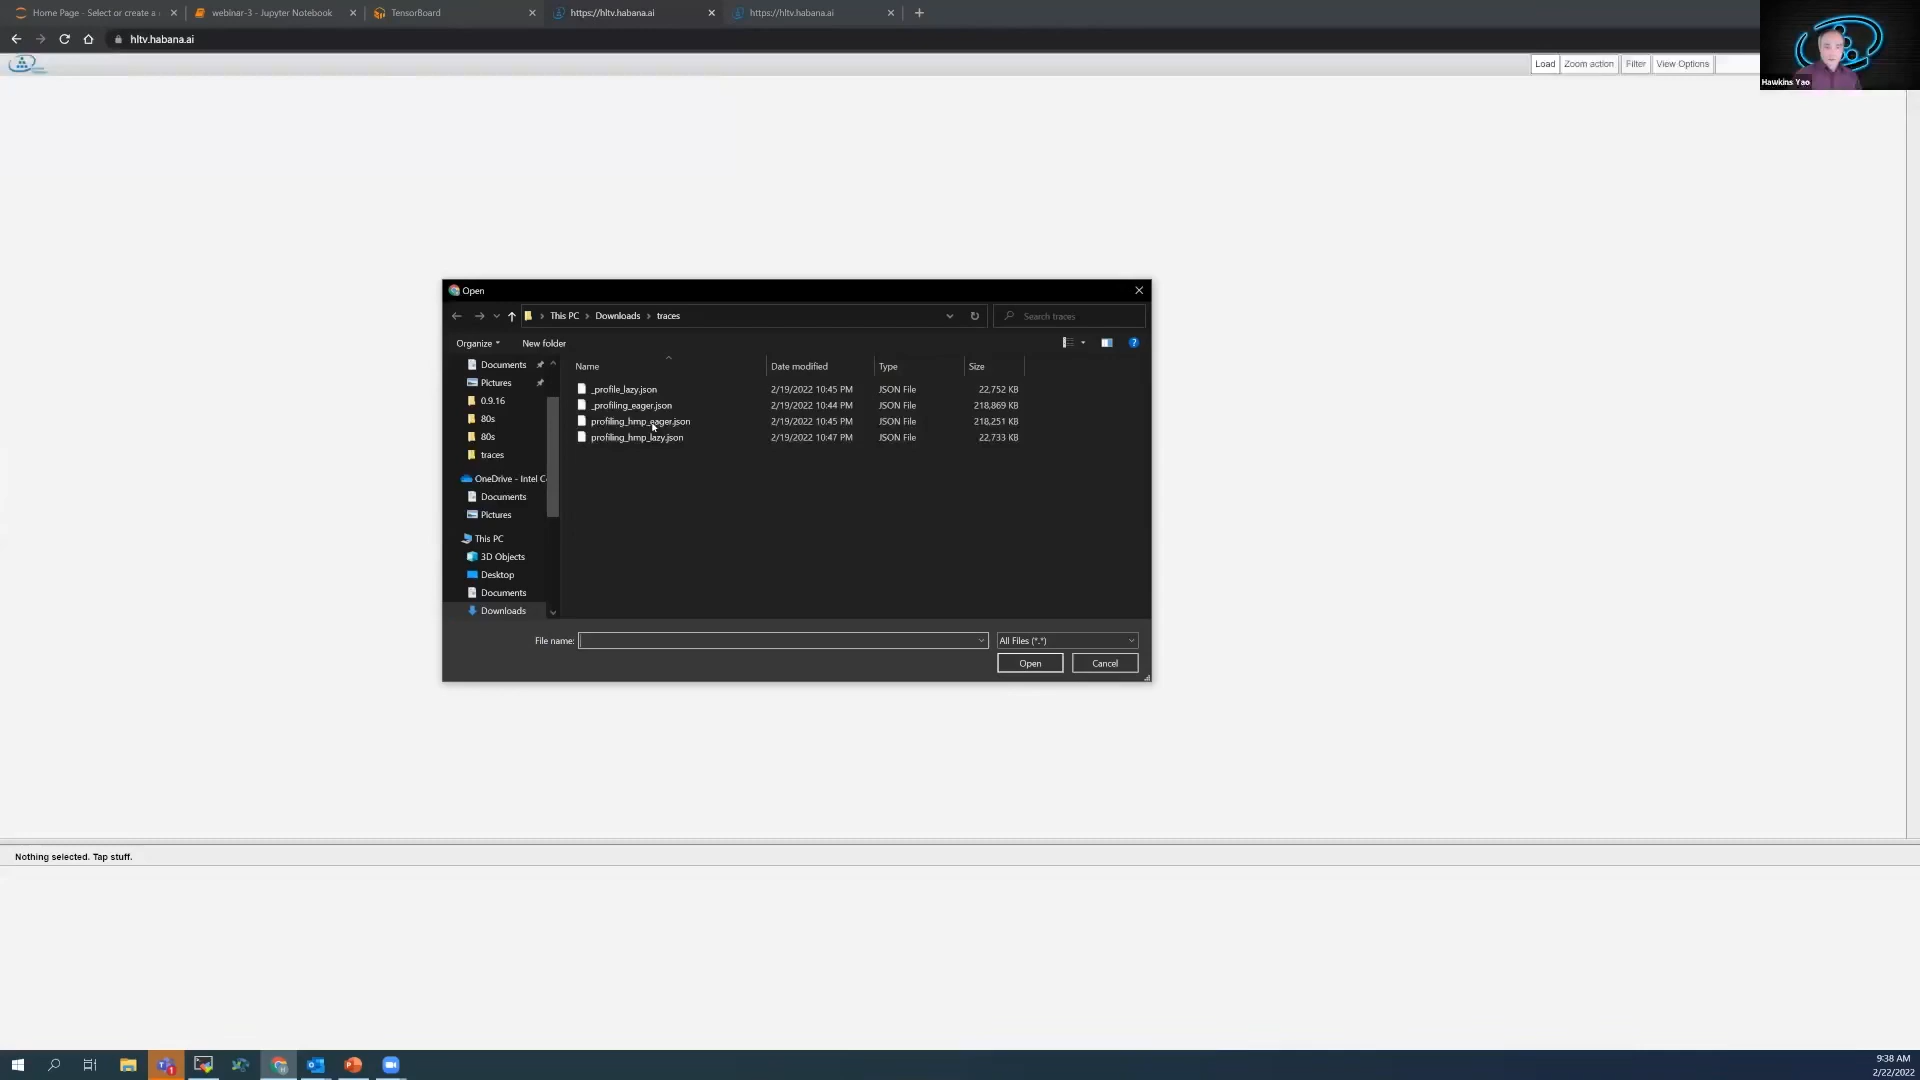 Home Page - Select or create a
webinar-3 - Jupyter Notebook
TensorBoard
https://hltv.habana.ai
https://hltv.habana.ai
hltv.habana.ai
Load
Zoom action
Filter
View Options
Hawkins Yao
Open
This PC > Downloads > traces
Search traces
Organize
New folder
Documents
Pictures
0.9.16
80s
80s
traces
OneDrive - Intel C
Documents
Pictures
This PC
3D Objects
Desktop
Documents
Downloads
Name Date modified Type Size
_profile_lazy.json 2/19/2022 10:45 PM JSON File 22,752 KB
_profiling_eager.json 2/19/2022 10:44 PM JSON File 218,869 KB
profiling_hmp_eager.json 2/19/2022 10:45 PM JSON File 218,251 KB
profiling_hmp_lazy.json 2/19/2022 10:47 PM JSON File 22,733 KB
File name:
All Files (*.*)
Open
Cancel
Nothing selected. Tap stuff.
9:38 AM
2/22/2022